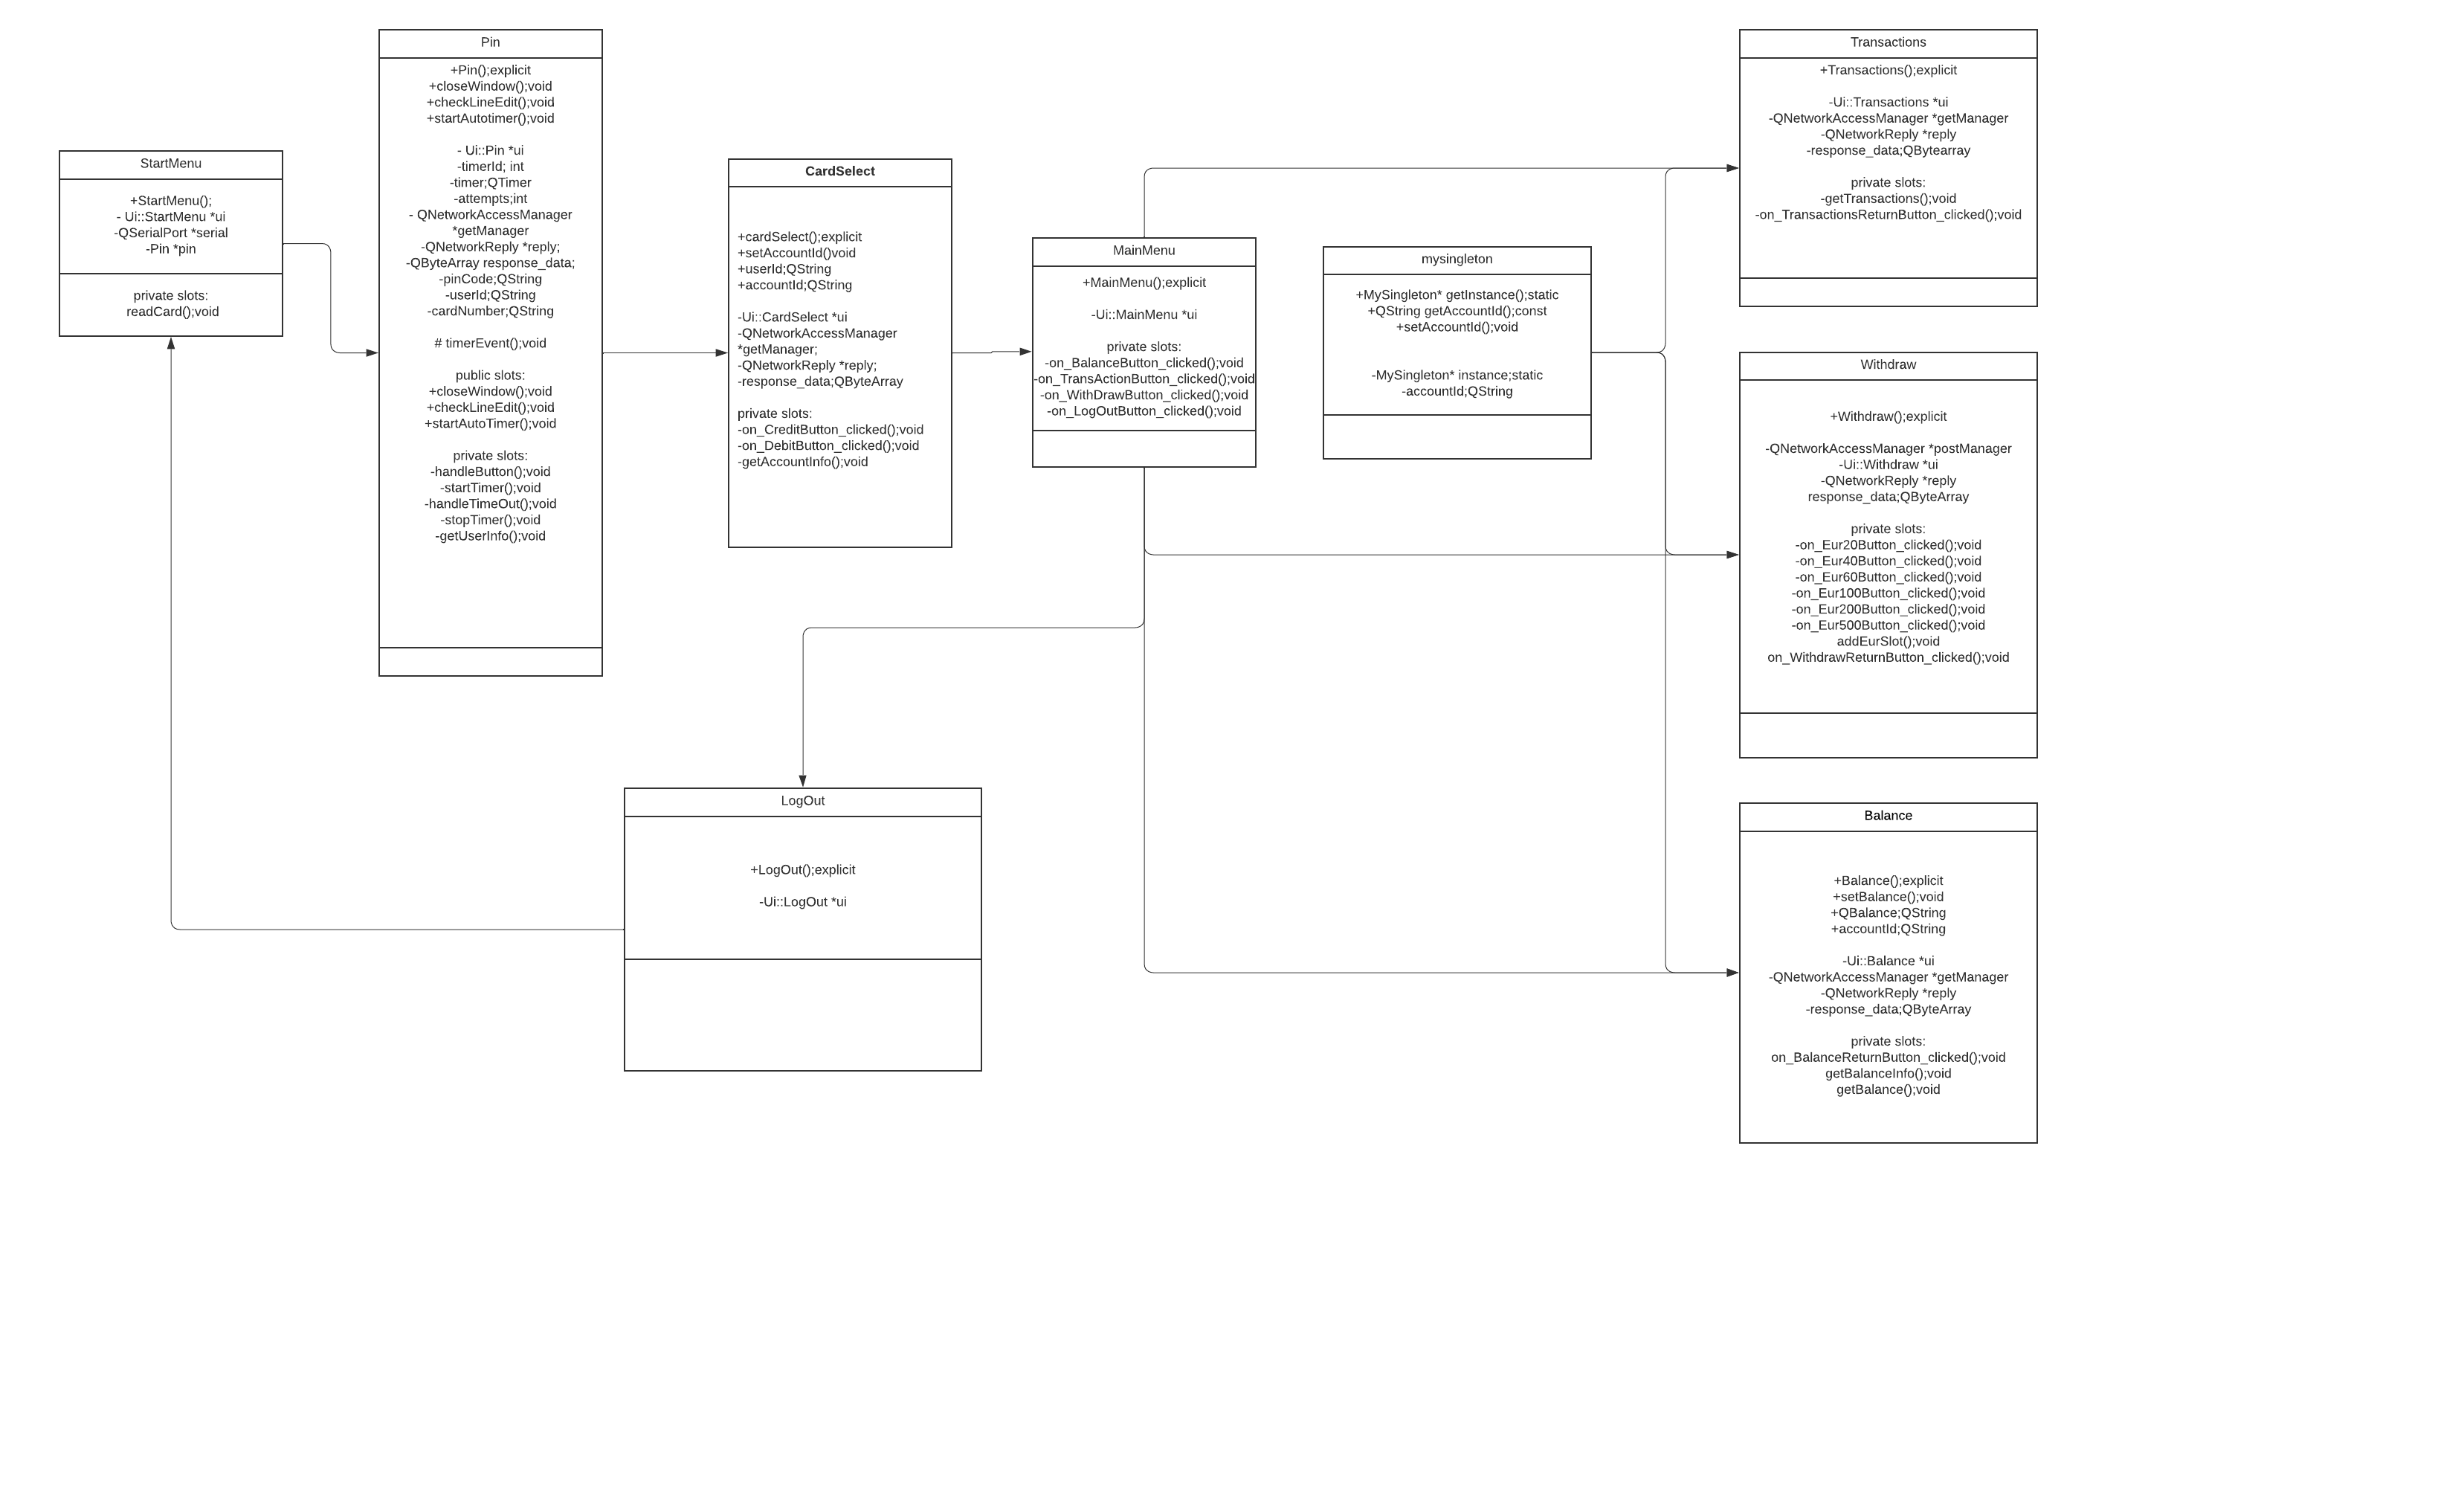 StartMenu
+StartMenu();
- Ui::StartMenu *ui
-QSerialPort *serial
-Pin *pin
private slots:
readCard();void
Pin
+Pin();explicit
+closeWindow();void
+checkLineEdit();void
+startAutotimer();void
- Ui::Pin *ui
-timerId; int
-timer;QTimer
-attempts;int
- QNetworkAccessManager
*getManager
-QNetworkReply *reply;
-QByteArray response_data;
-pinCode;QString
-userId;QString
-cardNumber;QString
# timerEvent();void
public slots:
+closeWindow();void
+checkLineEdit();void
+startAutoTimer();void
private slots:
-handleButton();void
-startTimer();void
-handleTimeOut();void
-stopTimer();void
-getUserInfo();void
CardSelect
+cardSelect();explicit
+setAccountId()void
+userId;QString
+accountId;QString
-Ui::CardSelect *ui
-QNetworkAccessManager
*getManager;
-QNetworkReply *reply;
-response_data;QByteArray
private slots:
-on_CreditButton_clicked();void
-on_DebitButton_clicked();void
-getAccountInfo();void
MainMenu
+MainMenu();explicit
-Ui::MainMenu *ui
private slots:
-on_BalanceButton_clicked();void
-on_TransActionButton_clicked();void
-on_WithDrawButton_clicked();void
-on_LogOutButton_clicked();void
mysingleton
+MySingleton* getInstance();static
+QString getAccountId();const
+setAccountId();void
-MySingleton* instance;static
-accountId;QString
Transactions
+Transactions();explicit
-Ui::Transactions *ui
-QNetworkAccessManager *getManager
-QNetworkReply *reply
-response_data;QBytearray
private slots:
-getTransactions();void
-on_TransactionsReturnButton_clicked();void
Withdraw
+Withdraw();explicit
-QNetworkAccessManager *postManager
-Ui::Withdraw *ui
-QNetworkReply *reply
response_data;QByteArray
private slots:
-on_Eur20Button_clicked();void
-on_Eur40Button_clicked();void
-on_Eur60Button_clicked();void
-on_Eur100Button_clicked();void
-on_Eur200Button_clicked();void
-on_Eur500Button_clicked();void
addEurSlot();void
on_WithdrawReturnButton_clicked();void
LogOut
+LogOut();explicit
-Ui::LogOut *ui
Balance
+Balance();explicit
+setBalance();void
+QBalance;QString
+accountId;QString
-Ui::Balance *ui
-QNetworkAccessManager *getManager
-QNetworkReply *reply
-response_data;QByteArray
private slots:
on_BalanceReturnButton_clicked();void
getBalanceInfo();void
getBalance();void